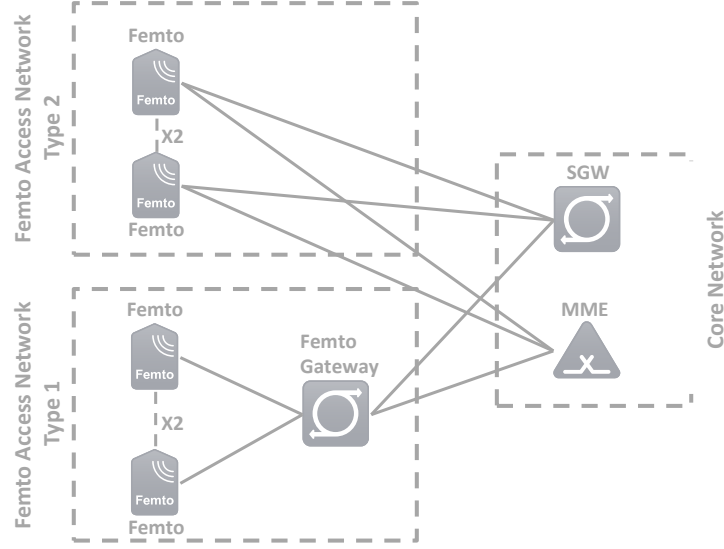 Femto Access Network
Type 2
Femto
Femto
X2
Femto
Femto
SGW
MME
Core Network
Femto Access Network
Type 1
Femto
Femto
X2
Femto
Femto
Femto
Gateway